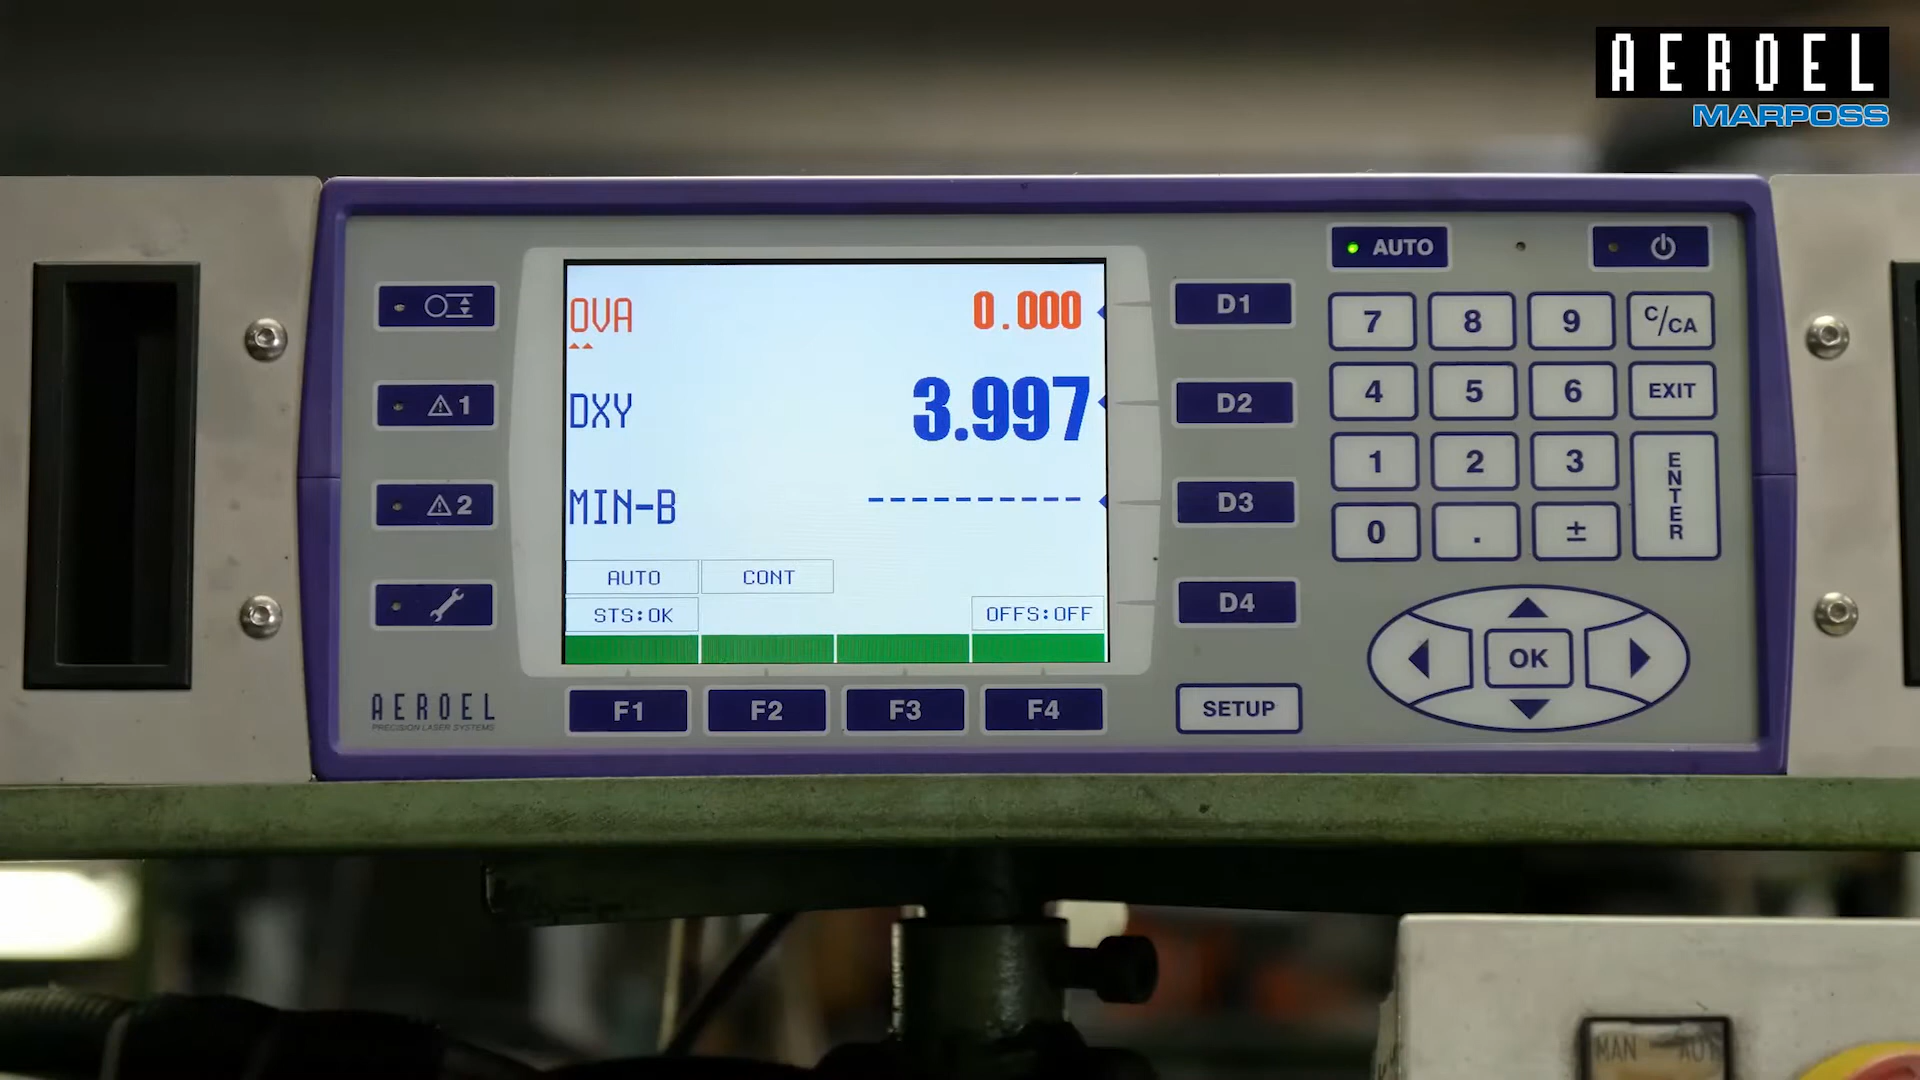 AEROEL
MARPOSS
AUTO
OVA 0.000
D1
7 8 9 C/CA
1
DXY 3.997
D2
4 5 6 EXIT
2
MIN-B ----------
D3
1 2 3 ENTER
0 . ±
AUTO CONT
STS:OK OFFS:OFF
D4
OK
AEROEL
PRECISION LASER SYSTEMS
F1 F2 F3 F4
SETUP
MAN AUT